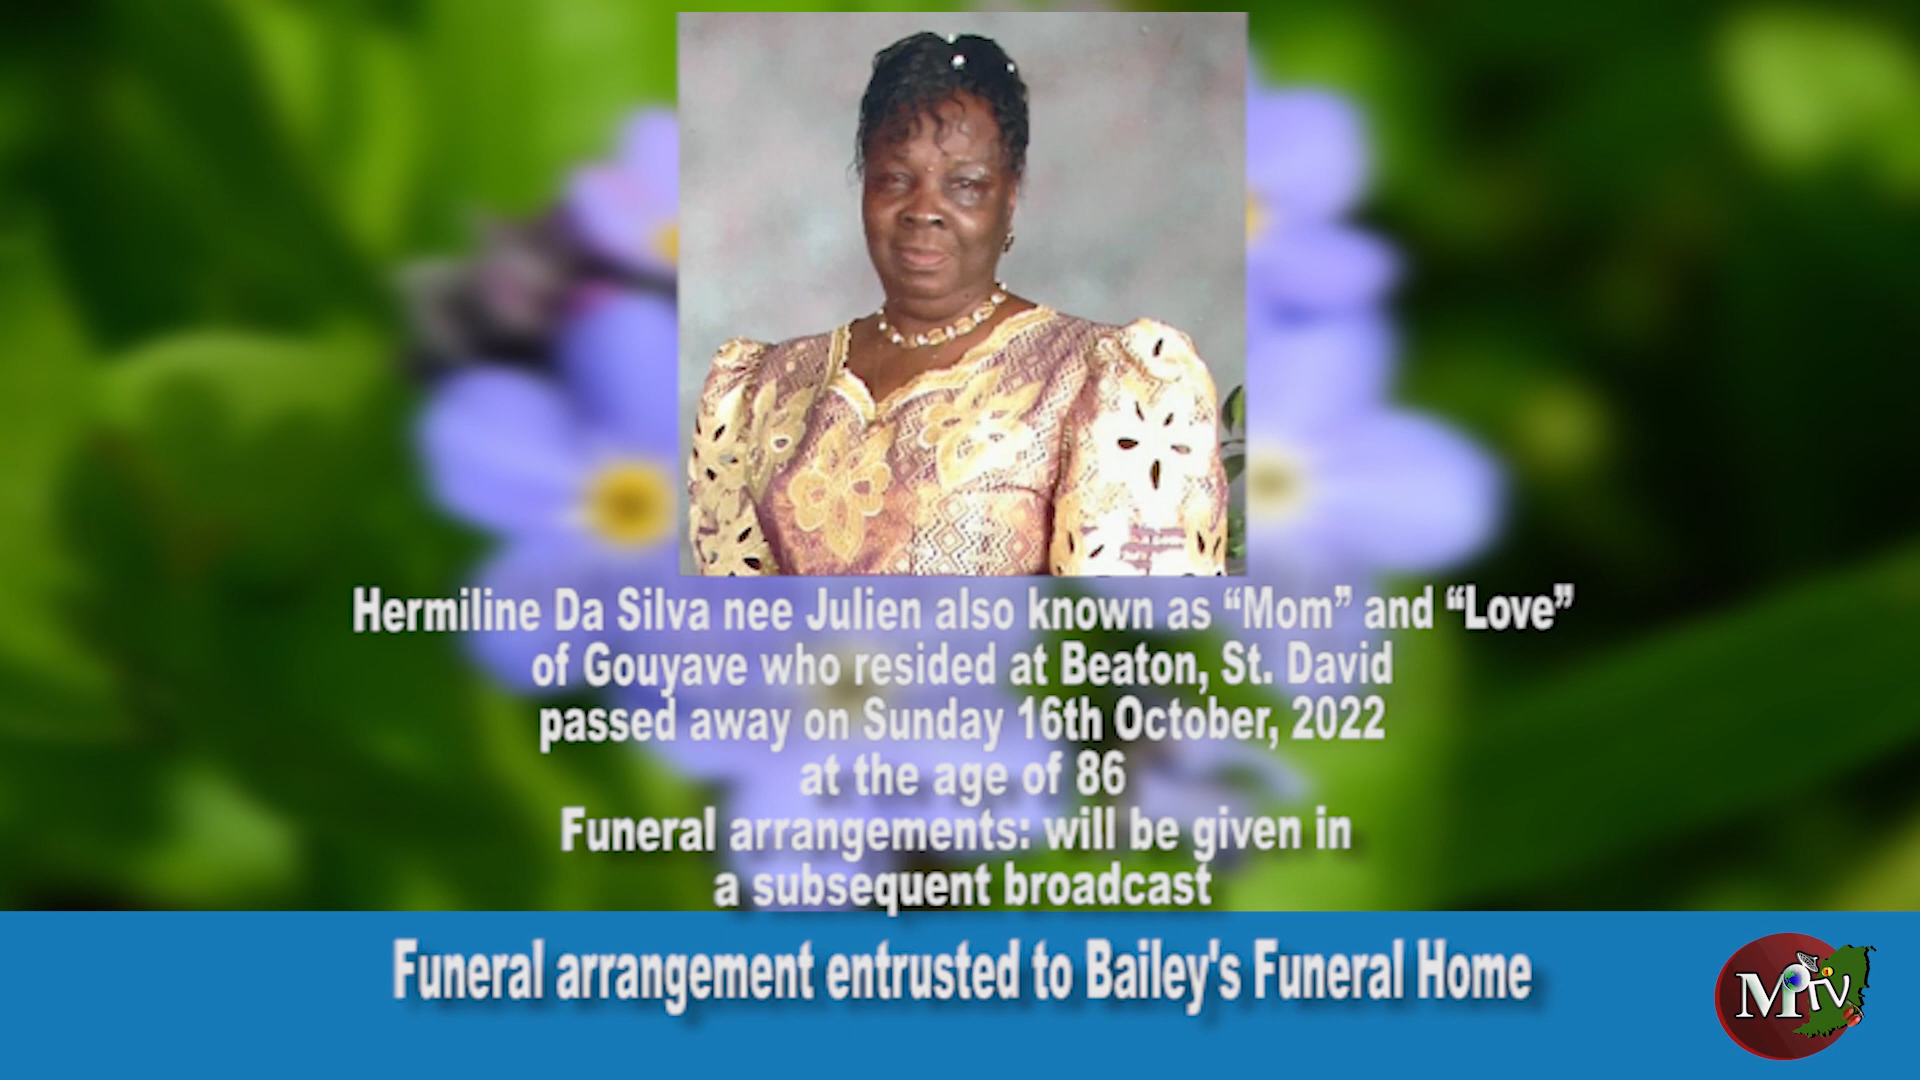 Hermiline Da Silva nee Julien also known as “Mom” and “Love”
of Gouyave who resided at Beaton, St. David
passed away on Sunday 16th October, 2022
at the age of 86
Funeral arrangements: will be given in
a subsequent broadcast
Funeral arrangement entrusted to Bailey's Funeral Home
MTV